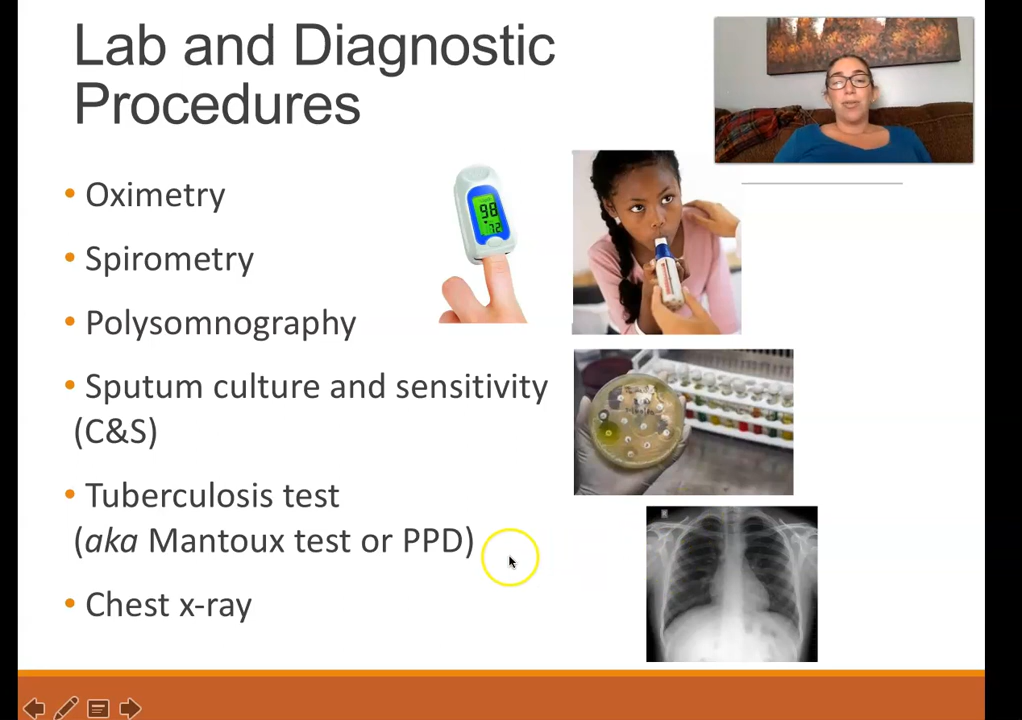 Lab and Diagnostic
Procedures
• Oximetry
• Spirometry
• Polysomnography
• Sputum culture and sensitivity
(C&S)
• Tuberculosis test
(aka Mantoux test or PPD)
• Chest x-ray
98
72